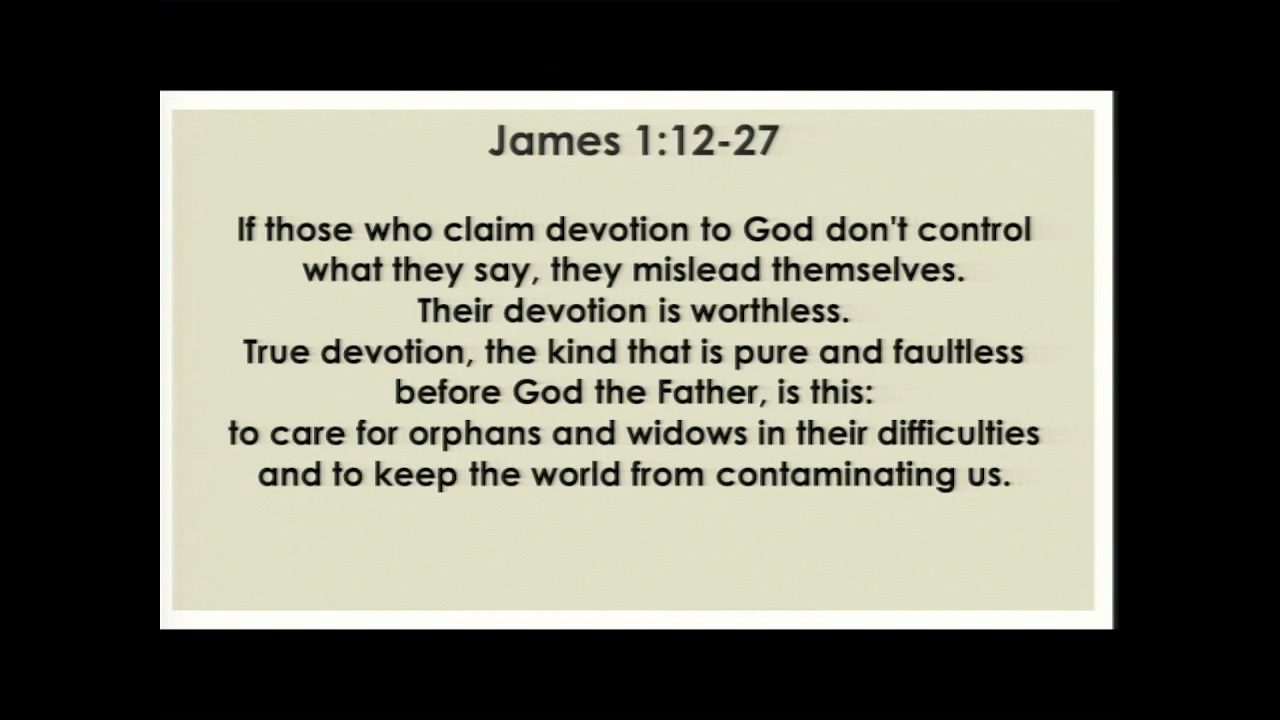 James 1:12-27
If those who claim devotion to God don't control
what they say, they mislead themselves.
Their devotion is worthless.
True devotion, the kind that is pure and faultless
before God the Father, is this:
to care for orphans and widows in their difficulties
and to keep the world from contaminating us.